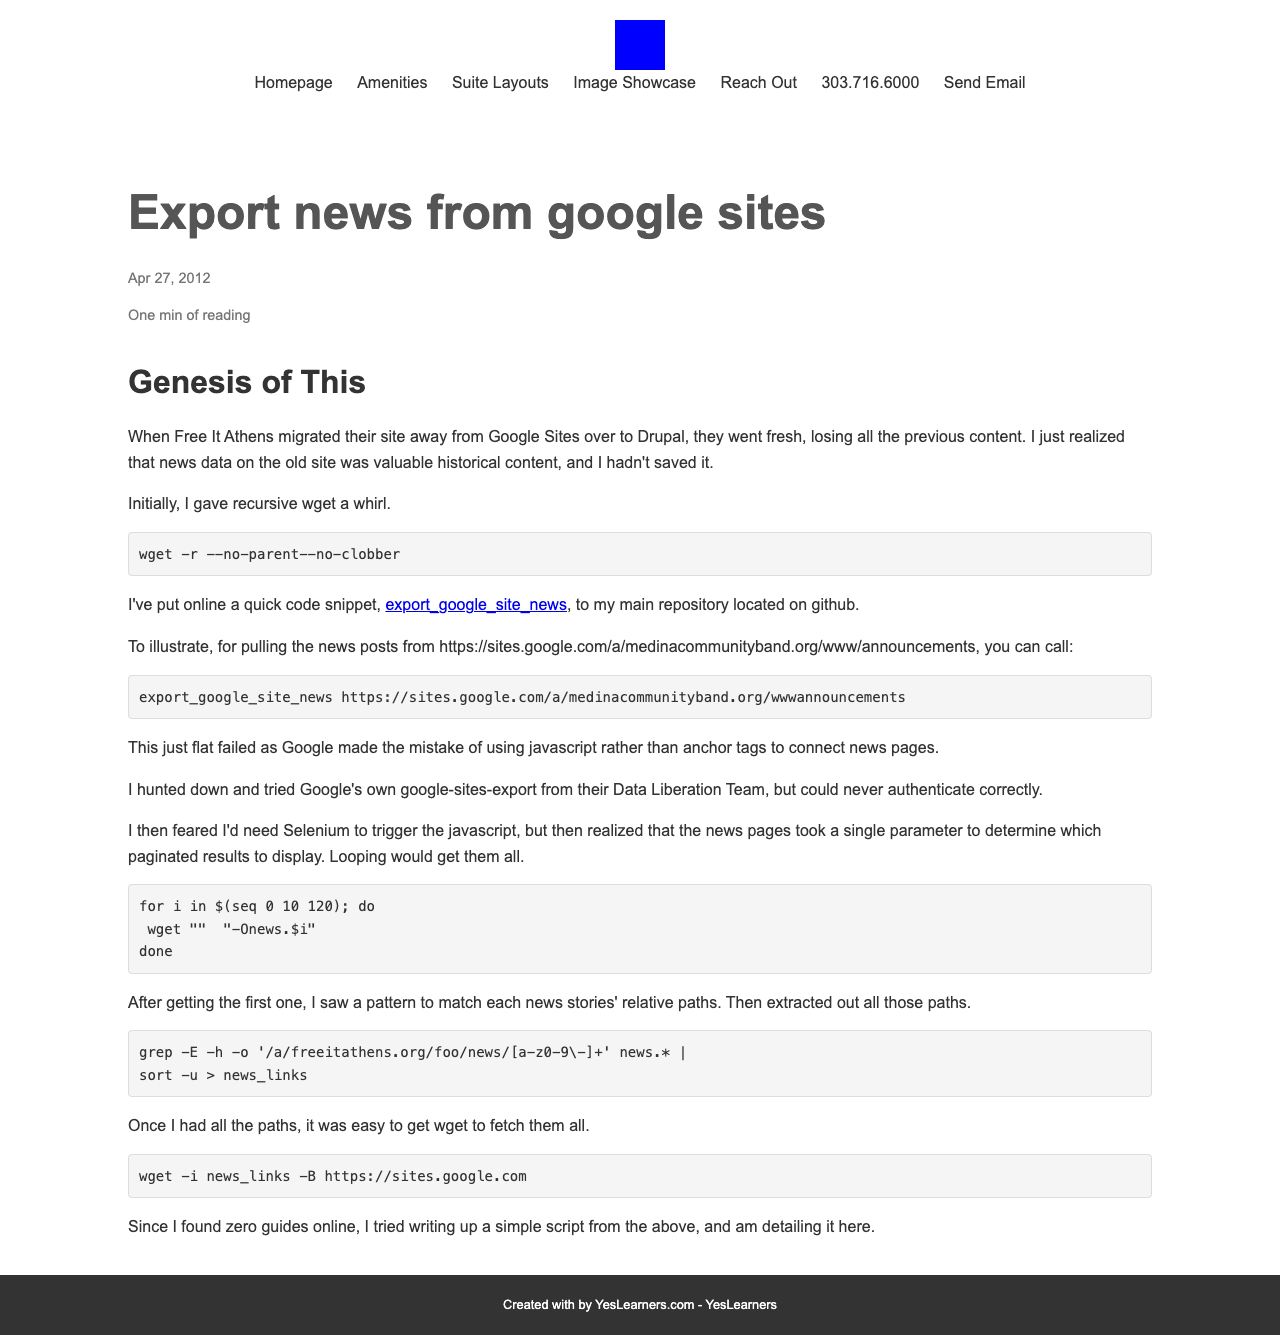 Homepage Amenities Suite Layouts Image Showcase Reach Out 303.716.6000 Send Email
Export news from google sites
Apr 27, 2012
One min of reading
Genesis of This
When Free It Athens migrated their site away from Google Sites over to Drupal, they went fresh, losing all the previous content. I just realized
that news data on the old site was valuable historical content, and I hadn't saved it.
Initially, I gave recursive wget a whirl.
wget -r --no-parent--no-clobber
I've put online a quick code snippet, export_google_site_news, to my main repository located on github.
To illustrate, for pulling the news posts from https://sites.google.com/a/medinacommunityband.org/www/announcements, you can call:
export_google_site_news https://sites.google.com/a/medinacommunityband.org/wwwannouncements
This just flat failed as Google made the mistake of using javascript rather than anchor tags to connect news pages.
I hunted down and tried Google's own google-sites-export from their Data Liberation Team, but could never authenticate correctly.
I then feared I'd need Selenium to trigger the javascript, but then realized that the news pages took a single parameter to determine which
paginated results to display. Looping would get them all.
for i in $(seq 0 10 120); do
 wget ""  "-Onews.$i"
done
After getting the first one, I saw a pattern to match each news stories' relative paths. Then extracted out all those paths.
grep -E -h -o '/a/freeitathens.org/foo/news/[a-z0-9\-]+' news.* |
sort -u > news_links
Once I had all the paths, it was easy to get wget to fetch them all.
wget -i news_links -B https://sites.google.com
Since I found zero guides online, I tried writing up a simple script from the above, and am detailing it here.
Created with by YesLearners.com - YesLearners